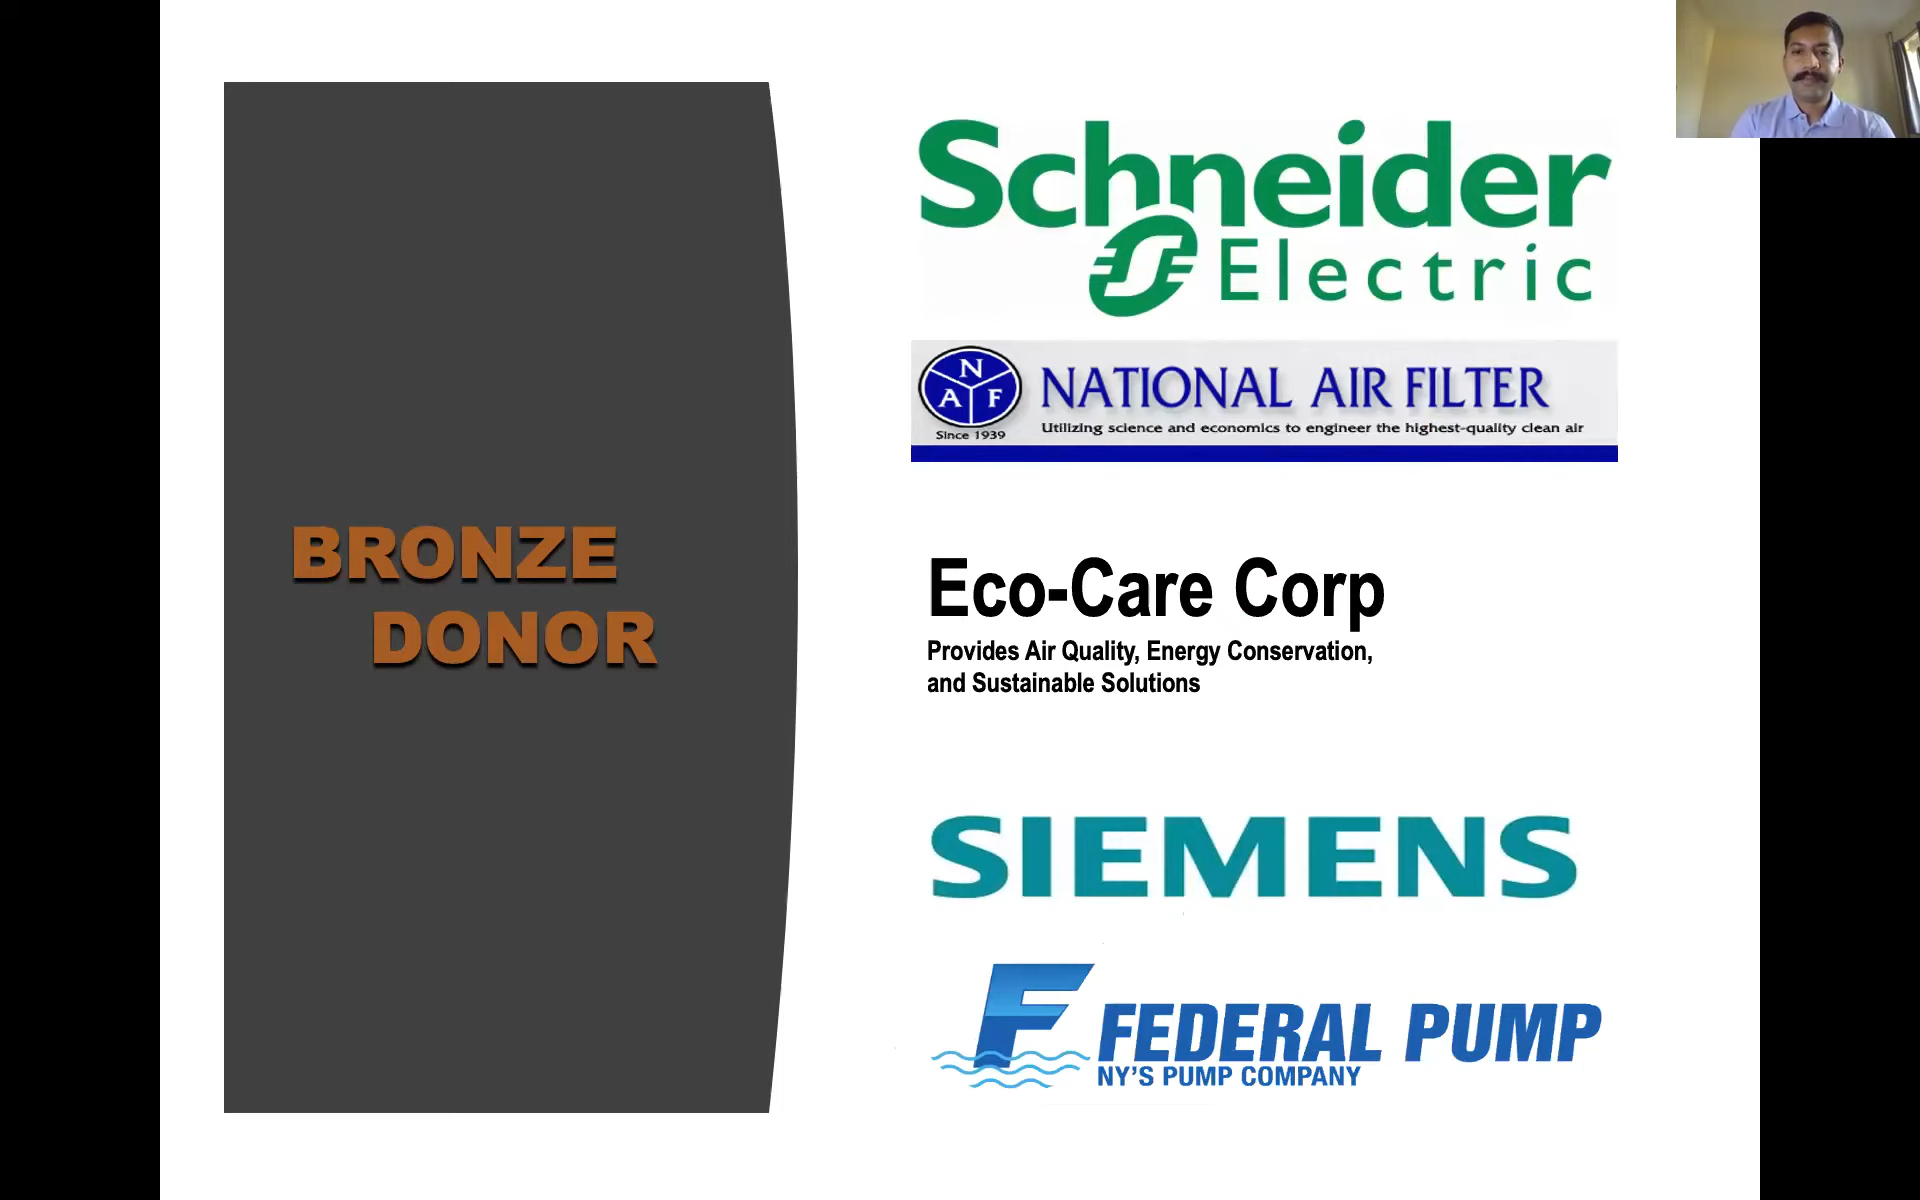 BRONZE
DONOR
Schneider
Electric
N
A F
Since 1939
NATIONAL AIR FILTER
Utilizing science and economics to engineer the highest-quality clean air
Eco-Care Corp
Provides Air Quality, Energy Conservation,
and Sustainable Solutions
SIEMENS
F
FEDERAL PUMP
NY'S PUMP COMPANY